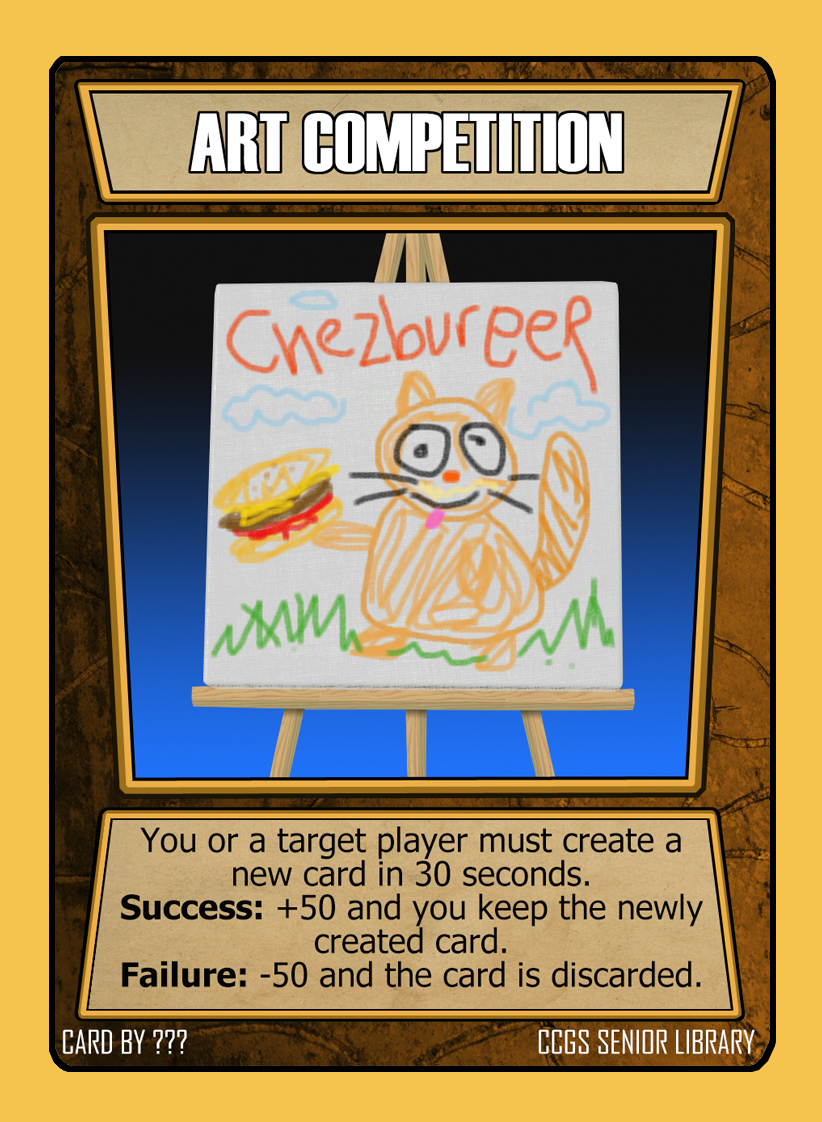 ART COMPETITION
Chezbureer
You or a target player must create a
new card in 30 seconds.
Success: +50 and you keep the newly
created card.
Failure: -50 and the card is discarded.
CARD BY ???
CCGS SENIOR LIBRARY